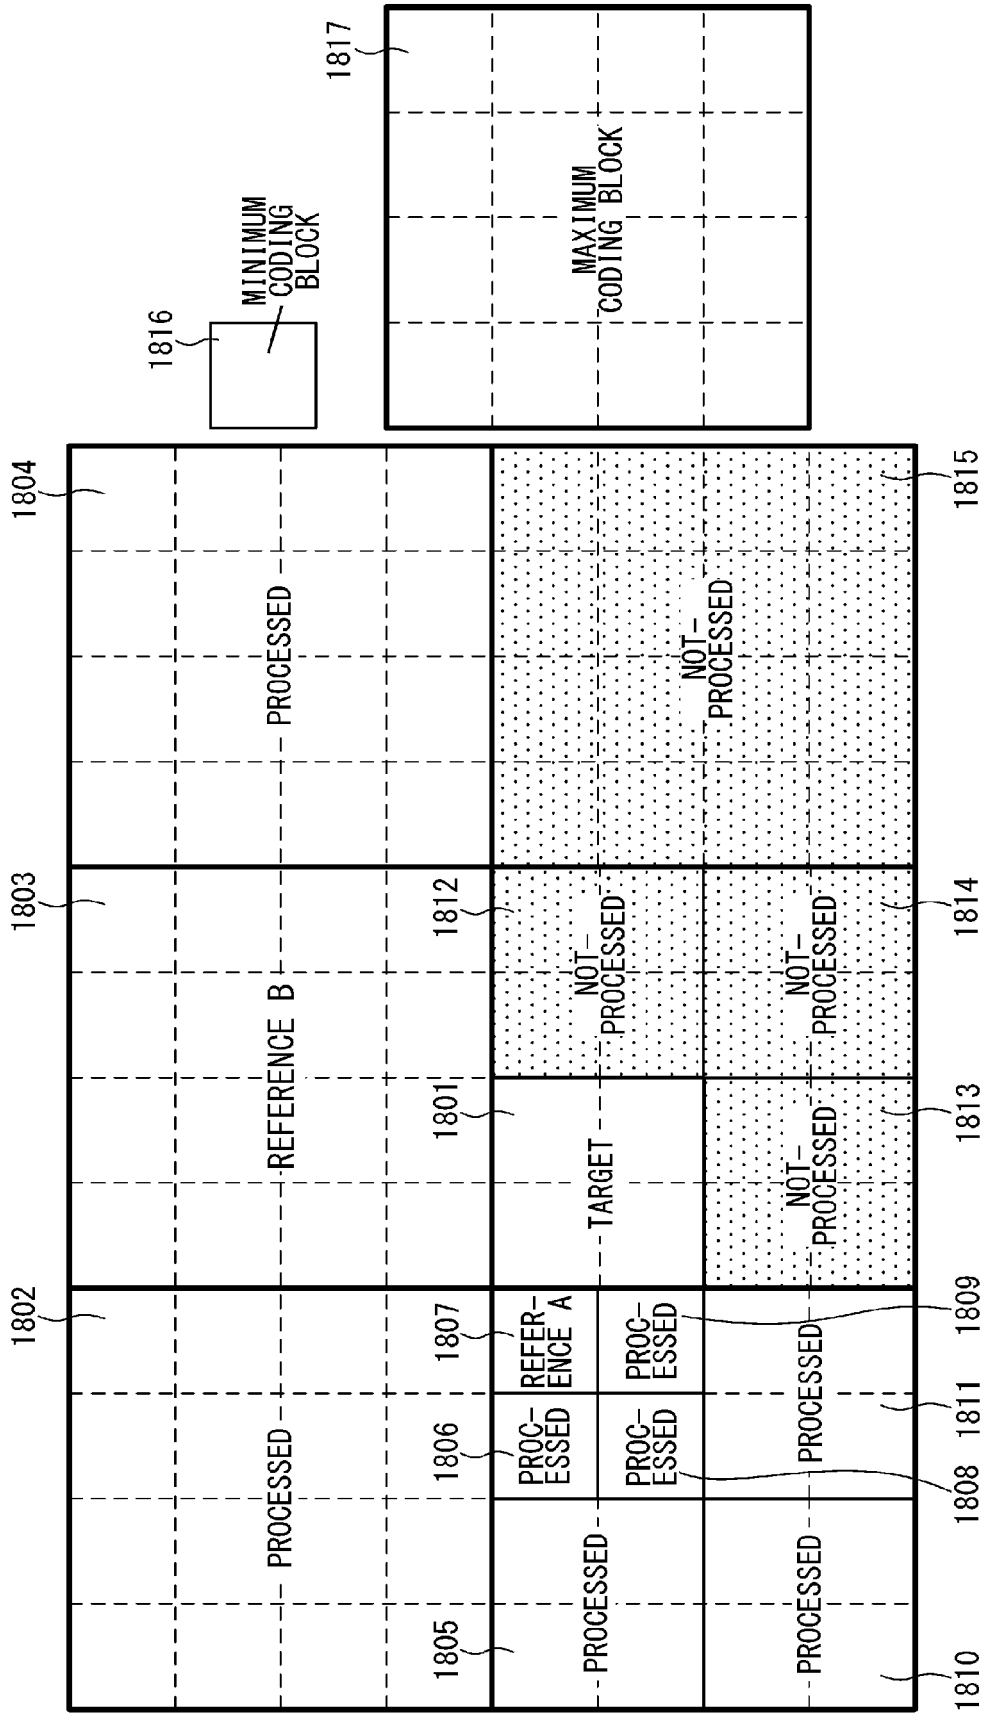 1802
1803
1804
PROCESSED
REFERENCE B
PROCESSED
1816
MINIMUM
CODING
BLOCK
1817
MAXIMUM
CODING BLOCK
1805
1806
1807
1801
1812
PROCESSED
PROC-
ESSED
REFER-
ENCE A
TARGET
NOT-
PROCESSED
PROC-
ESSED
PROC-
ESSED
NOT-
PROCESSED
PROCESSED
PROCESSED
NOT-
PROCESSED
NOT-
PROCESSED
1810
1808
1811
1809
1813
1814
1815